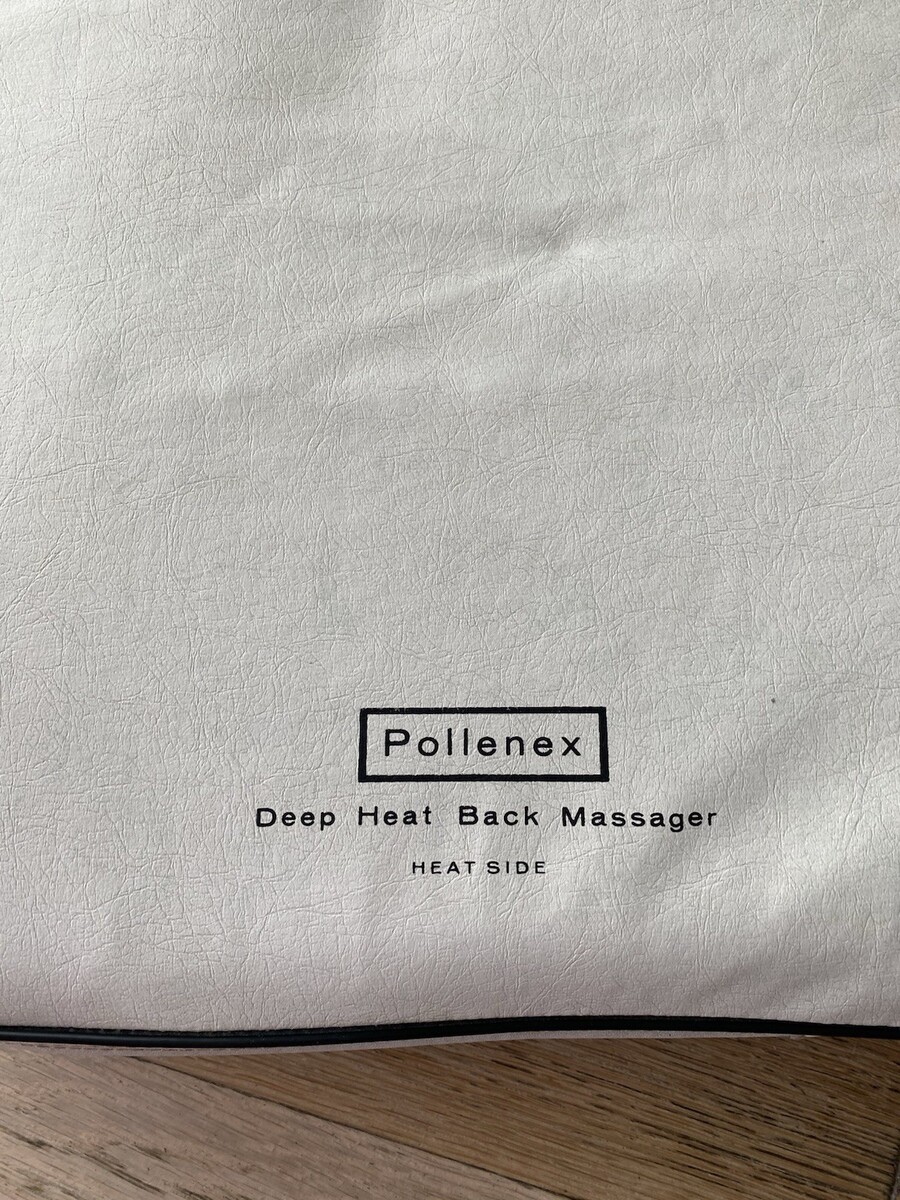 Pollenex
Deep Heat Back Massager
HEAT SIDE